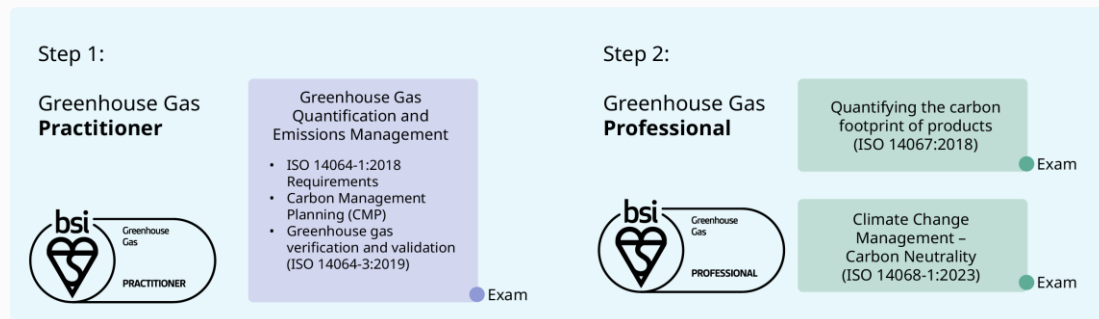 Step 1:
Greenhouse Gas
Practitioner
Greenhouse Gas
Quantification and
Emissions Management
• ISO 14064-1:2018
Requirements
• Carbon Management
Planning (CMP)
• Greenhouse gas
verification and validation
(ISO 14064-3:2019)
Exam
bsi
Greenhouse
Gas
PRACTITIONER
Step 2:
Greenhouse Gas
Professional
Quantifying the carbon
footprint of products
(ISO 14067:2018)
Exam
bsi
Greenhouse
Gas
PROFESSIONAL
Climate Change
Management –
Carbon Neutrality
(ISO 14068-1:2023)
Exam